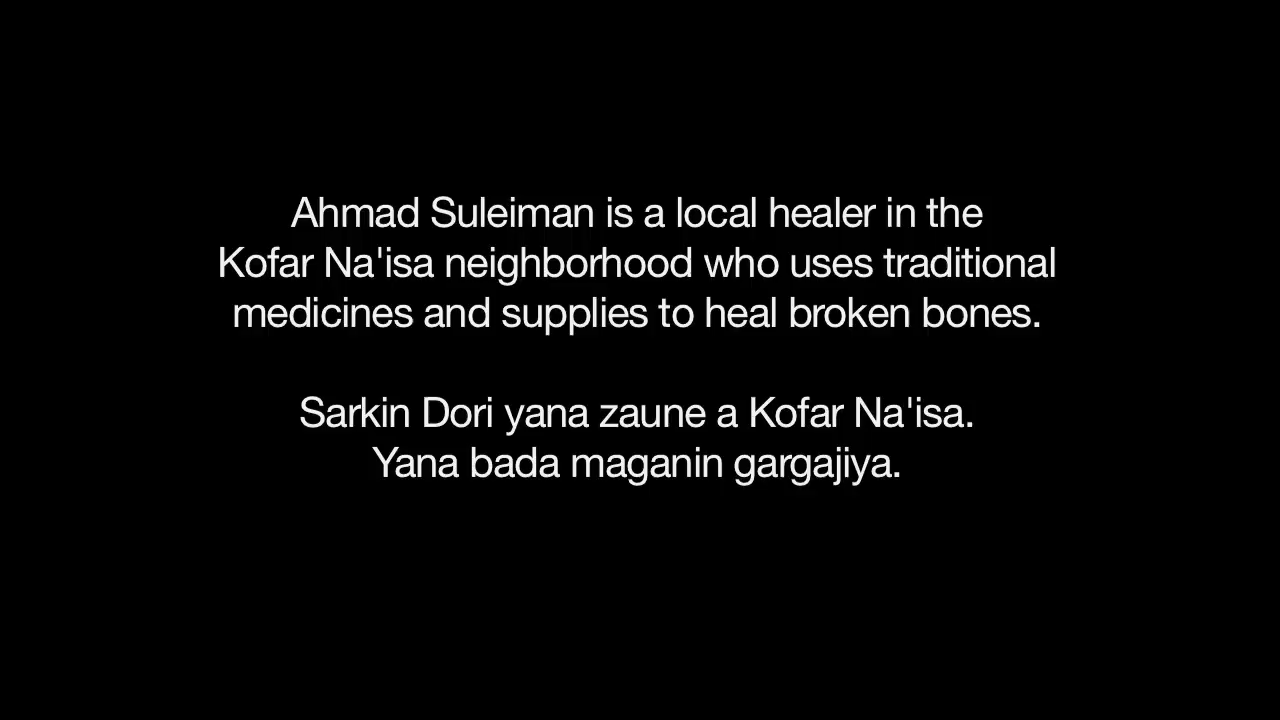 Ahmad Suleiman is a local healer in the
Kofar Na'isa neighborhood who uses traditional
medicines and supplies to heal broken bones.
Sarkin Dori yana zaune a Kofar Na'isa.
Yana bada maganin gargajiya.